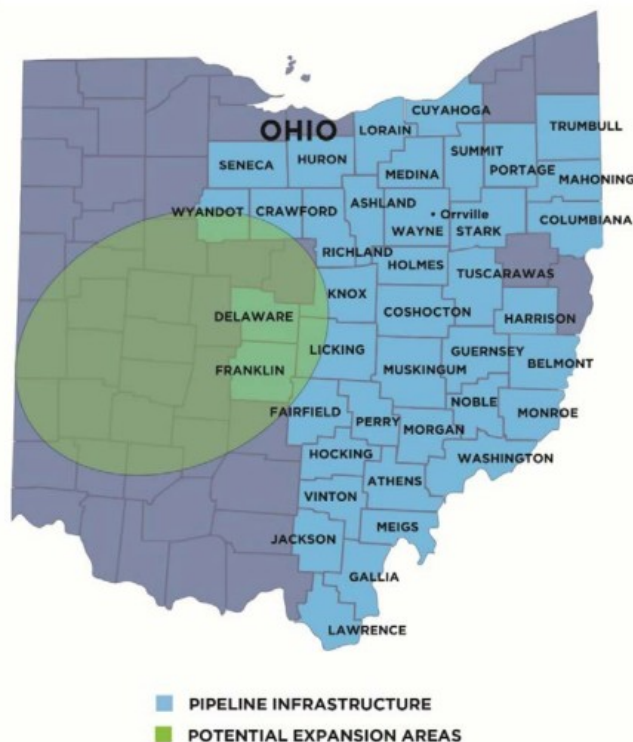 OHIO
CUYAHOGA
LORAIN
TRUMBULL
SENECA
HURON
SUMMIT
MEDINA
PORTAGE
MAHONING
WYANDOT
CRAWFORD
ASHLAND
• Orrville
WAYNE
STARK
COLUMBIANA
RICHLAND
HOLMES
TUSCARAWAS
KNOX
DELAWARE
COSHOCTON
HARRISON
LICKING
GUERNSEY
BELMONT
FRANKLIN
MUSKINGUM
NOBLE
FAIRFIELD
PERRY
MORGAN
MONROE
HOCKING
WASHINGTON
ATHENS
VINTON
MEIGS
JACKSON
GALLIA
LAWRENCE
PIPELINE INFRASTRUCTURE
POTENTIAL EXPANSION AREAS